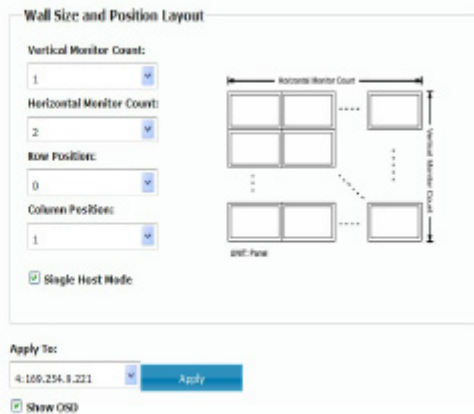 Wall Size and Position Layout
Vertical Monitor Count:
1
Horizontal Monitor Count:
2
Row Position:
0
Column Position:
1
Single Host Mode
Horizontal Monitor Count
Vertical Monitor Count
UNIT: Panel
Apply To:
4:169.254.8.221
Apply
Show OSD